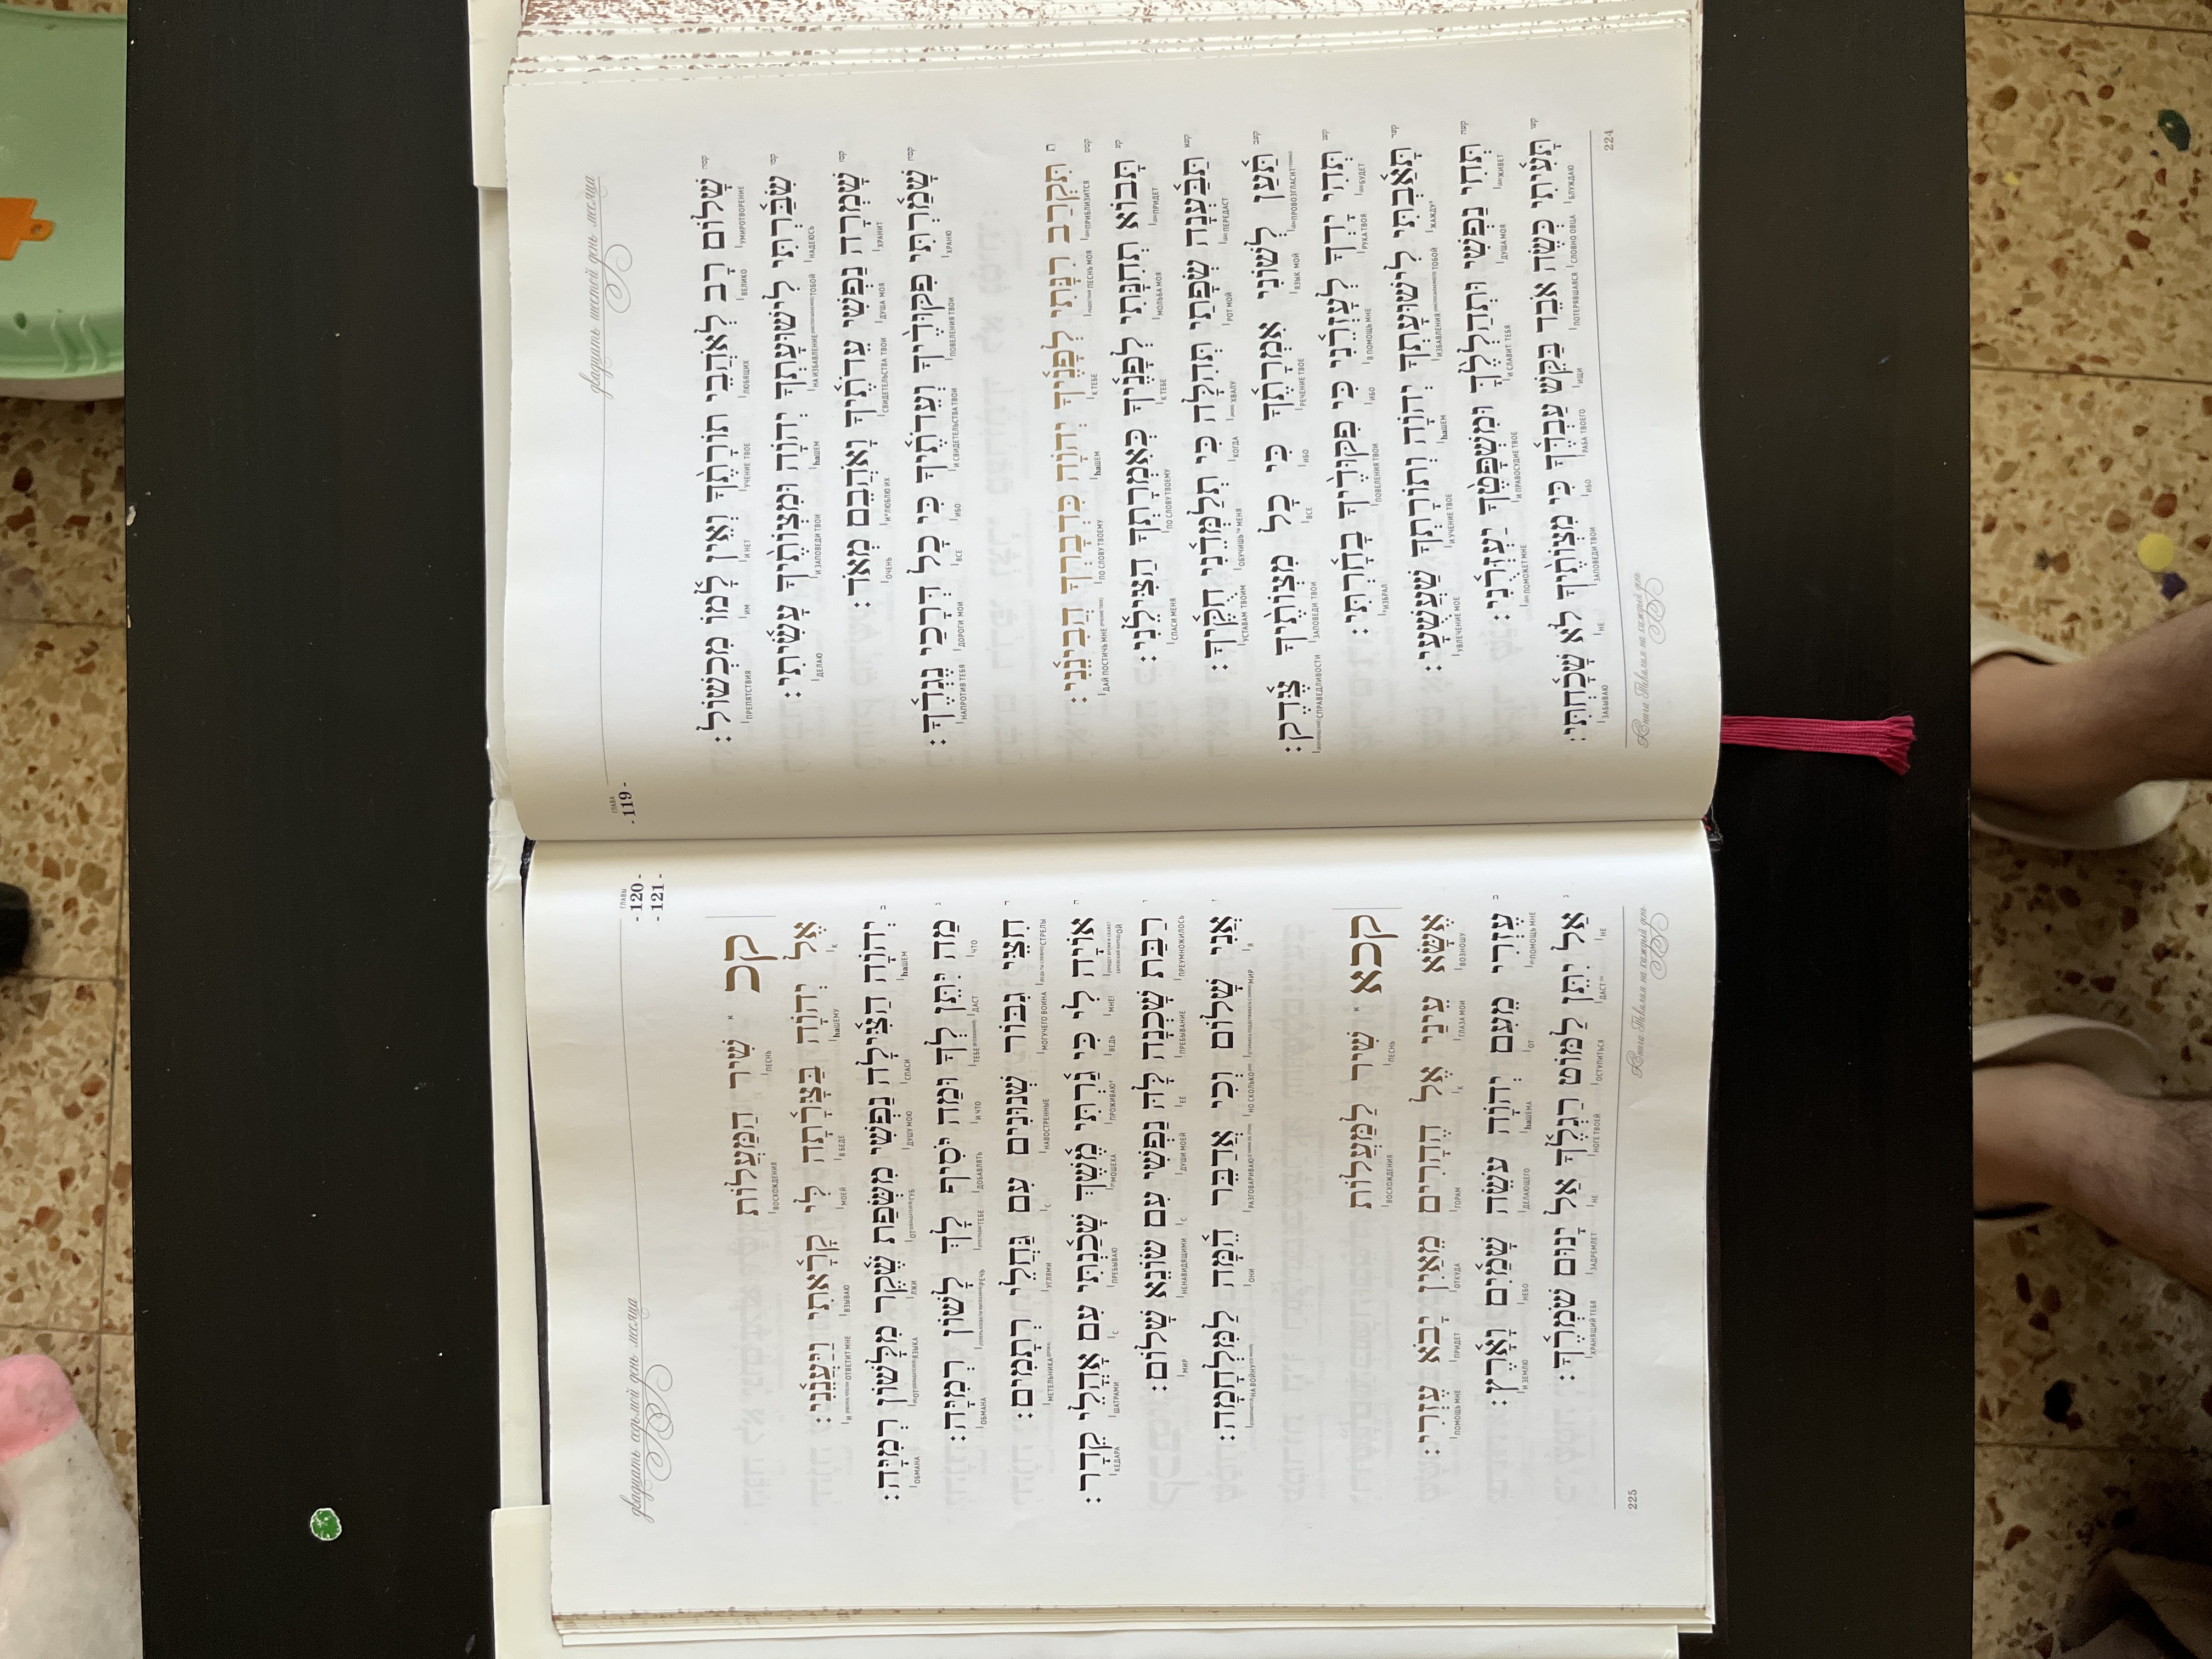 двадцать шестой день месяца
ГЛАВА
- 119 -
קסה שָׁלוֹם רָב לְאֹהֲבֵי תוֹרָתֶךָ וְאֵין לָמוֹ מִכְשׁוֹל:
УМИРОТВОРЕНИЕ ВЕЛИКО ЛЮБЯЩИХ УЧЕНИЕ ТВОЕ И НЕТ ИМ ПРЕПЯТСТВИЯ
קסו שִׂבַּרְתִּי לִישׁוּעָתְךָ יְהוָה וּמִצְוֹתֶיךָ עָשִׂיתִי:
НАДЕЮСЬ НА ИЗБАВЛЕНИЕ ТОБОЙ haШЕМ И ЗАПОВЕДИ ТВОИ ДЕЛАЮ
קסז שָׁמְרָה נַפְשִׁי עֵדֹתֶיךָ וָאֹהֲבֵם מְאֹד:
ХРАНИТ ДУША МОЯ СВИДЕТЕЛЬСТВА ТВОИ И ЛЮБЛЮ ИХ ОЧЕНЬ
קסח שָׁמַרְתִּי פִקּוּדֶיךָ וְעֵדֹתֶיךָ כִּי כָל דְּרָכַי נֶגְדֶּךָ:
ХРАНЮ ПОВЕЛЕНИЯ ТВОИ И СВИДЕТЕЛЬСТВА ТВОИ ИБО ВСЕ ДОРОГИ МОИ НАПРОТИВ ТЕБЯ
ת קסט תִּקְרַב רִנָּתִי לְפָנֶיךָ יְהוָה כִּדְבָרְךָ הֲבִינֵנִי:
ПРИБЛИЗИТСЯ ПЕСНЬ МОЯ К ТЕБЕ haШЕМ ПО СЛОВУ ТВОЕМУ ДАЙ ПОСТИЧЬ МНЕ
קע תָּבוֹא תְחִנָּתִי לְפָנֶיךָ כְּאִמְרָתְךָ הַצִּילֵנִי:
ПРИДЕТ МОЛЬБА МОЯ К ТЕБЕ ПО СЛОВУ ТВОЕМУ СПАСИ МЕНЯ
קעא תַּבַּעְנָה שְׂפָתַי תְּהִלָּה כִּי תְלַמְּדֵנִי חֻקֶּיךָ:
ПЕРЕДАСТ РОТ МОЙ ХВАЛУ КОГДА ОБУЧИШЬ МЕНЯ УСТАВАМ ТВОИМ
קעב תַּעַן לְשׁוֹנִי אִמְרָתֶךָ כִּי כָל מִצְוֹתֶיךָ צֶּדֶק:
ПРОВОЗГЛАСИТ ЯЗЫК МОЙ РЕЧЕНИЕ ТВОЕ ИБО ВСЕ ЗАПОВЕДИ ТВОИ СПРАВЕДЛИВОСТИ
קעג תְּהִי יָדְךָ לְעָזְרֵנִי כִּי פִקּוּדֶיךָ בָחָרְתִּי:
БУДЕТ РУКА ТВОЯ В ПОМОЩЬ МНЕ ИБО ПОВЕЛЕНИЯ ТВОИ ИЗБРАЛ
קעד תָּאַבְתִּי לִישׁוּעָתְךָ יְהוָה וְתוֹרָתְךָ שַׁעֲשֻׁעָי:
ЖАЖДУ ИЗБАВЛЕНИЯ ТОБОЙ haШЕМ И УЧЕНИЕ ТВОЕ УВЛЕЧЕНИЕ МОЕ
קעה תְּחִי נַפְשִׁי וּתְהַלְלֶךָּ וּמִשְׁפָּטֶךָ יַעְזְרֻנִי:
ЖИВЕТ ДУША МОЯ И СЛАВИТ ТЕБЯ И ПРАВОСУДИЕ ТВОЕ ПОМОЖЕТ МНЕ
קעו תָּעִיתִי כְּשֶׂה אֹבֵד בַּקֵּשׁ עַבְדֶּךָ כִּי מִצְוֹתֶיךָ לֹא שָׁכָחְתִּי:
БЛУЖДАЮ СЛОВНО ОВЦА ПОТЕРЯВШАЯСЯ ИЩИ РАБА ТВОЕГО ИБО ЗАПОВЕДИ ТВОИ НЕ ЗАБЫВАЮ
224
Книга Теhилим на каждый день
двадцать седьмой день месяца
ГЛАВЫ
- 120 -
- 121 -
קכ א שִׁיר הַמַּעֲלוֹת
ПЕСНЬ ВОСХОЖДЕНИЯ
אֶל יְהוָה בַּצָּרָתָה לִּי קָרָאתִי וַיַּעֲנֵנִי:
К haШЕМУ В БЕДЕ МОЕЙ ВЗЫВАЮ И ОТВЕТИТ МНЕ
ב יְהוָה הַצִּילָה נַפְשִׁי מִשְּׂפַת שֶׁקֶר מִלָּשׁוֹן רְמִיָּה:
haШЕМ СПАСИ ДУШУ МОЮ ОТ ГУБ ЛЖИ ОТ ЯЗЫКА ОБМАНА
ג מַה יִּתֵּן לְךָ וּמַה יֹּסִיף לָךְ לָשׁוֹן רְמִיָּה:
ЧТО ДАСТ ТЕБЕ И ЧТО ДОБАВЛЯТЬ ТЕБЕ РЕЧЬ ОБМАНА
ד חִצֵּי גִבּוֹר שְׁנוּנִים עִם גַּחֲלֵי רְתָמִים:
СТРЕЛЫ МОГУЧЕГО ВОИНА НАВОСТРЕННЫЕ С УГЛЯМИ МЕТЕЛЬНИКА
ה אוֹיָה לִי כִּי גַרְתִּי מֶשֶׁךְ שָׁכַנְתִּי עִם אָהֳלֵי קֵדָר:
ОЙ МНЕ! ВЕДЬ ПРОЖИВАЮ МОШЕХА ПРЕБЫВАЮ С ШАТРАМИ КЕДАРА
ו רַבַּת שָׁכְנָה לָּהּ נַפְשִׁי עִם שׂוֹנֵא שָׁלוֹם:
ПРЕУМНОЖИЛОСЬ ПРЕБЫВАНИЕ ЕЁ ДУШИ МОЕЙ С НЕНАВИДЯЩИМИ МИР
ז אֲנִי שָׁלוֹם וְכִי אֲדַבֵּר הֵמָּה לַמִּלְחָמָה:
Я МИР НО СКОЛЬКО РАЗГОВАРИВАЮ ОНИ НА ВОЙНУ
קכא א שִׁיר לַמַּעֲלוֹת
ПЕСНЬ ВОСХОЖДЕНИЯ
אֶשָּׂא עֵינַי אֶל הֶהָרִים מֵאַיִן יָבֹא עֶזְרִי:
ВОЗНОШУ ГЛАЗА МОИ К ГОРАМ ОТКУДА ПРИДЕТ ПОМОЩЬ МНЕ
ב עֶזְרִי מֵעִם יְהוָה עֹשֵׂה שָׁמַיִם וָאָרֶץ:
ПОМОЩЬ МНЕ ОТ haШЕМА ДЕЛАЮЩЕГО НЕБО И ЗЕМЛЮ
ג אַל יִתֵּן לַמּוֹט רַגְלֶךָ אַל יָנוּם שֹׁמְרֶךָ:
НЕ ДАСТ ОСТУПИТЬСЯ НОГЕ ТВОЕЙ НЕ ЗАДРЕМЛЕТ ХРАНЯЩИЙ ТЕБЯ
225
Книга Теhилим на каждый день